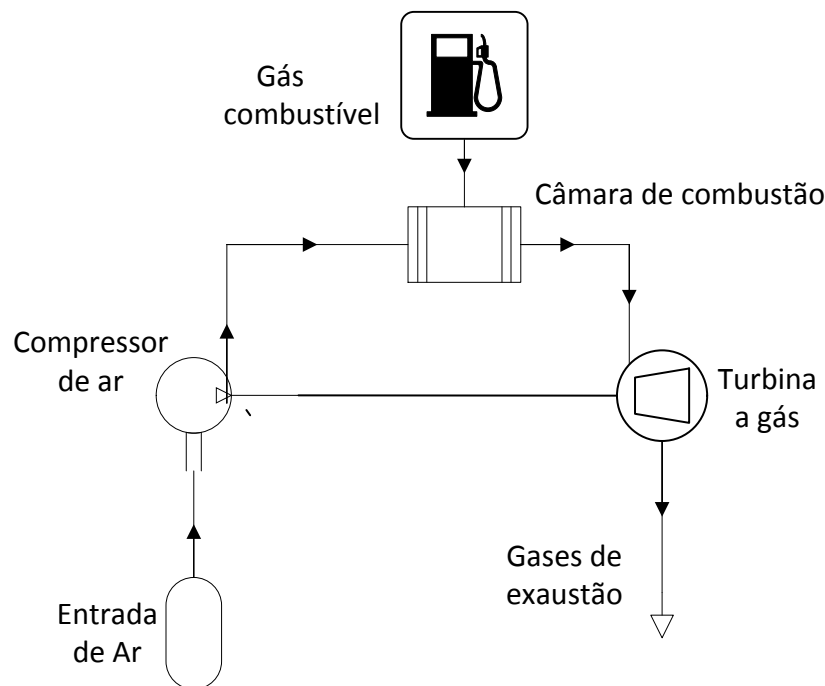 Gás
combustível
Câmara de combustão
Compressor
de ar
Turbina
a gás
Gases de
exaustão
Entrada
de Ar